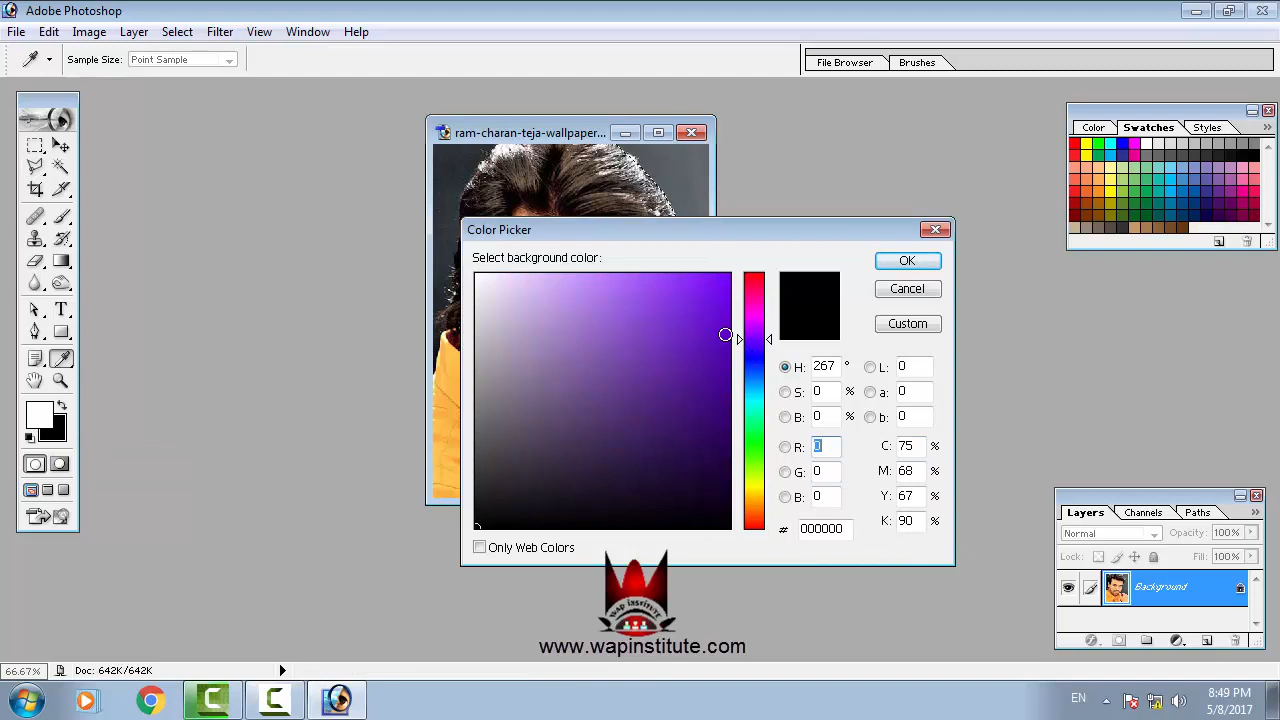 Adobe Photoshop
File Edit Image Layer Select Filter View Window Help
Sample Size: Point Sample
File Browser Brushes
Color Swatches Styles
ram-charan-teja-wallpaper...
Color Picker
Select background color:
OK
Cancel
Custom
H: 267 °
S: 0 %
B: 0 %
R: 0
G: 0
B: 0
# 000000
L: 0
a: 0
b: 0
C: 75 %
M: 68 %
Y: 67 %
K: 90 %
Only Web Colors
Wap institute
www.wapinstitute.com
Layers Channels Paths
Normal Opacity: 100%
Lock: Fill: 100%
Background
66.67% Doc: 642K/642K
EN
8:49 PM
5/8/2017